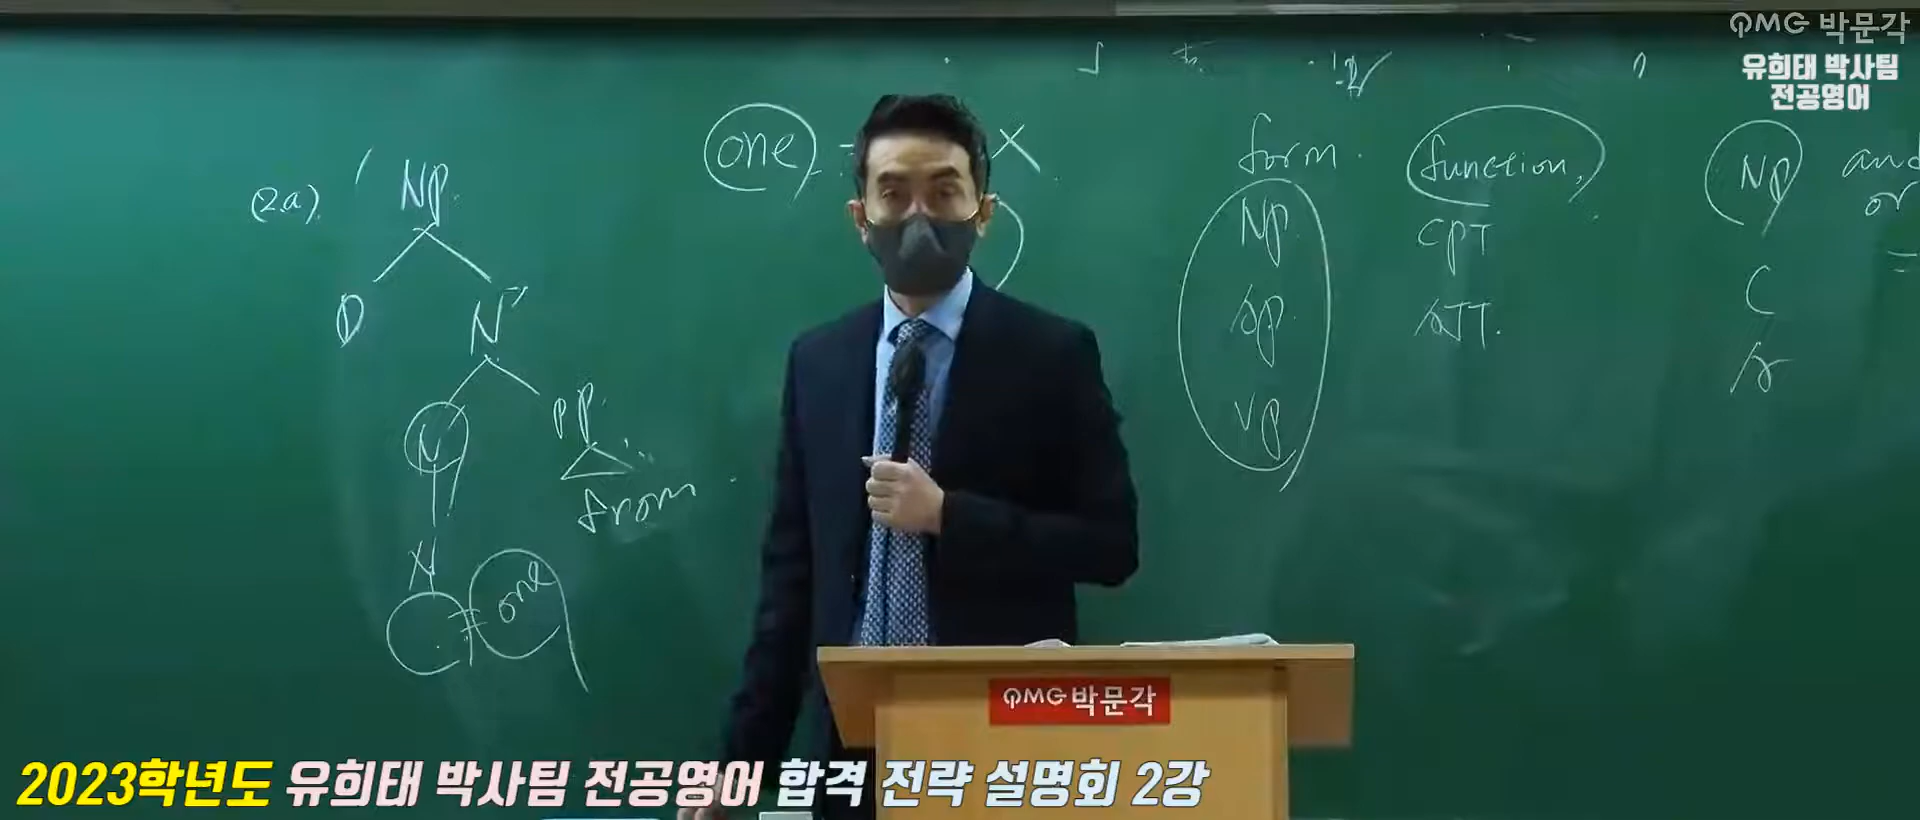 PMG 박문각
유희태 박사팀
전공영어
(2.a)
NP
D
N'
N
PP
from
N
one
one = X
form.
NP
AP
VP
function,
CPT
ATT.
NP
C
A
and
or
=
PMG 박문각
2023학년도 유희태 박사팀 전공영어 합격 전략 설명회 2강